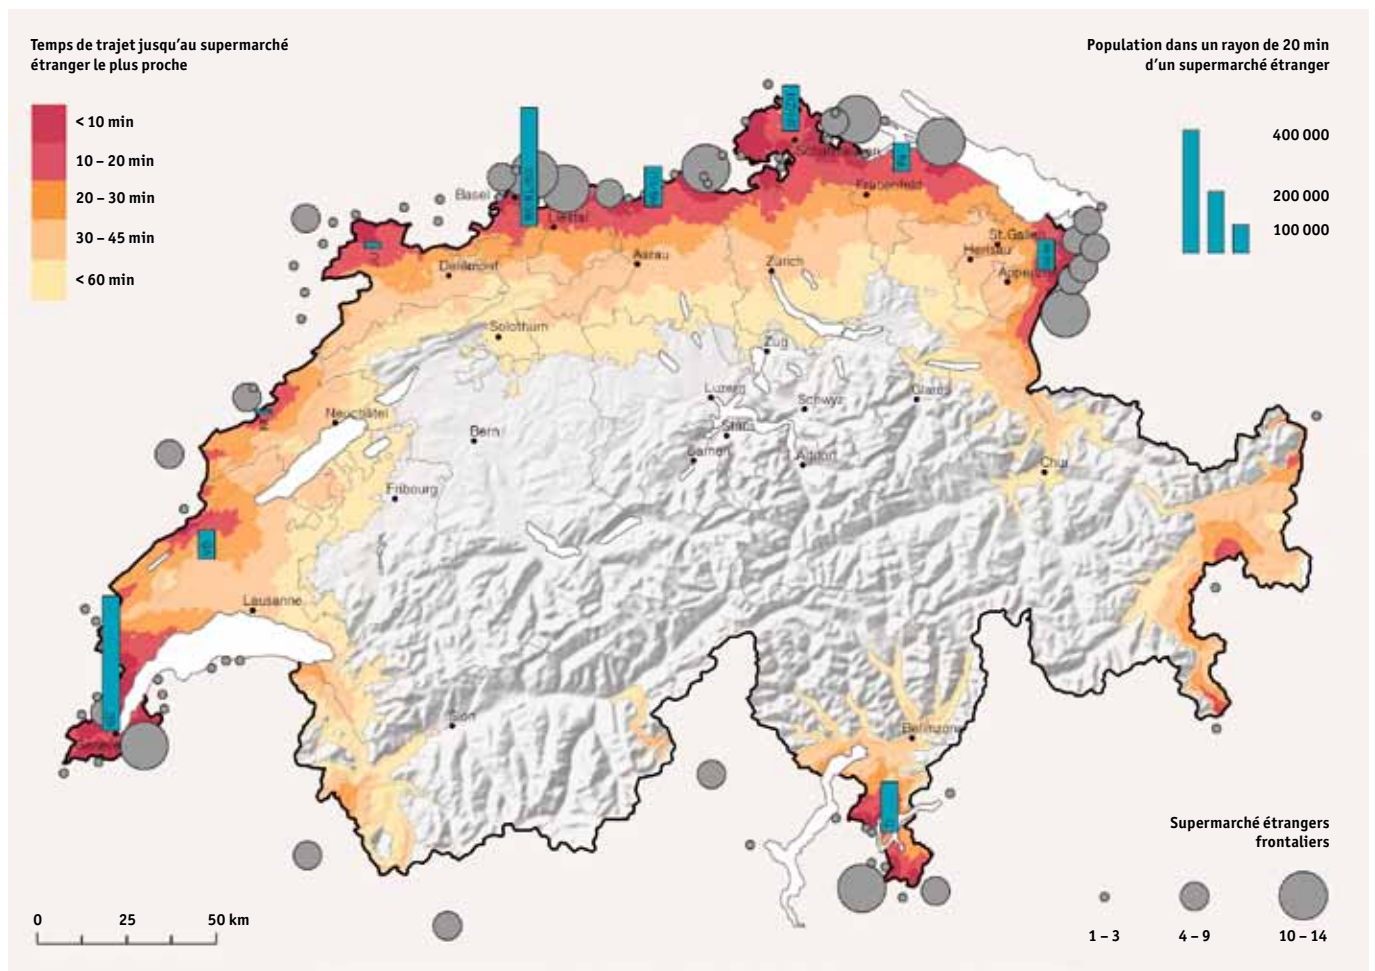 Temps de trajet jusqu'au supermarché
étranger le plus proche
< 10 min
10 – 20 min
20 – 30 min
30 – 45 min
< 60 min
Population dans un rayon de 20 min
d'un supermarché étranger
400 000
200 000
100 000
Schaffhausen
Frauenfeld
Basel
Liestal
St.Gallen
Herisau
Appenzell
Delémont
Aarau
Zürich
Solothurn
Zug
Luzern
Schwyz
Glarus
Neuchâtel
Bern
Stans
Sarnen
Altdorf
Chur
Fribourg
Lausanne
Sion
Bellinzona
Genève
Supermarché étrangers
frontaliers
1 – 3
4 – 9
10 – 14
0 25 50 km